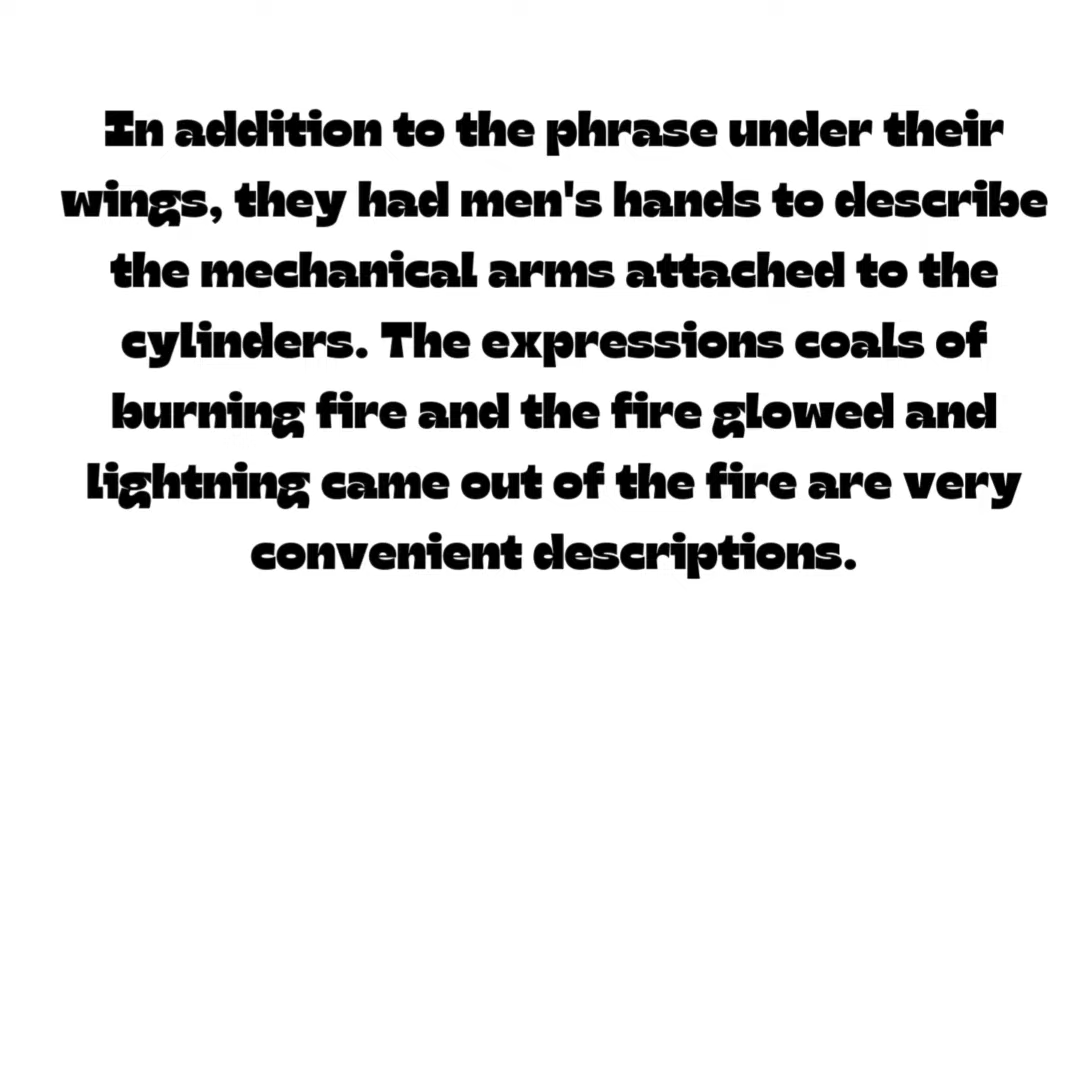 In addition to the phrase under their
wings, they had men's hands to describe
the mechanical arms attached to the
cylinders. The expressions coals of
burning fire and the fire glowed and
lightning came out of the fire are very
convenient descriptions.